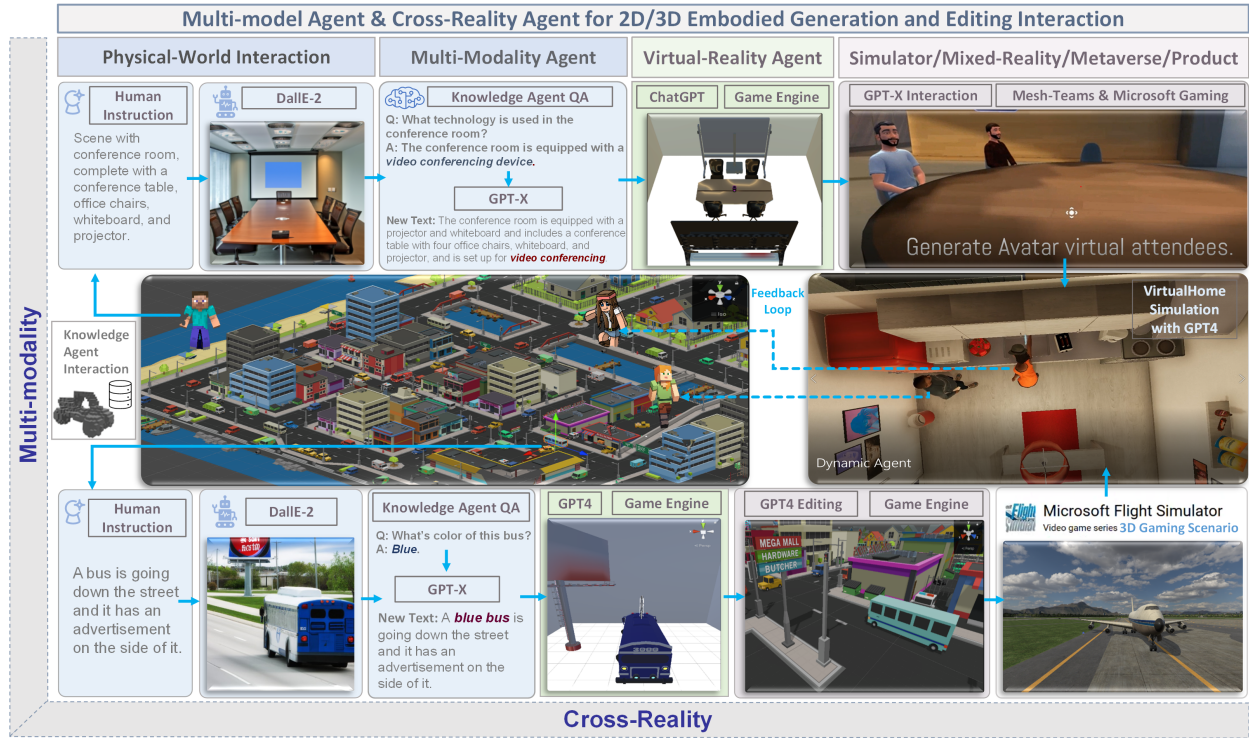 Multi-model Agent & Cross-Reality Agent for 2D/3D Embodied Generation and Editing Interaction
Physical-World Interaction
Multi-Modality Agent
Virtual-Reality Agent
Simulator/Mixed-Reality/Metaverse/Product
Human
Instruction
Scene with
conference room,
complete with a
conference table,
office chairs,
whiteboard, and
projector.
DallE-2
Knowledge Agent QA
Q: What technology is used in the
conference room?
A: The conference room is equipped with a
video conferencing device.
GPT-X
New Text: The conference room is equipped with a
projector and whiteboard and includes a conference
table with four office chairs, whiteboard, and
projector, and is set up for video conferencing
ChatGPT
Game Engine
GPT-X Interaction
Mesh-Teams & Microsoft Gaming
Generate Avatar virtual attendees.
Multi-modality
Knowledge
Agent
Interaction
Feedback
Loop
VirtualHome
Simulation
with GPT4
Dynamic Agent
Human
Instruction
A bus is going
down the street
and it has an
advertisement
on the side of it.
DallE-2
Knowledge Agent QA
Q: What's color of this bus?
A: Blue.
GPT-X
New Text: A blue bus is
going down the street
and it has an
advertisement on the
side of it.
GPT4
Game Engine
GPT4 Editing
Game Engine
MEGA MALL
HARDWARE
BUTCHER
Flight
Simulator
Microsoft Flight Simulator
Video game series 3D Gaming Scenario
Cross-Reality